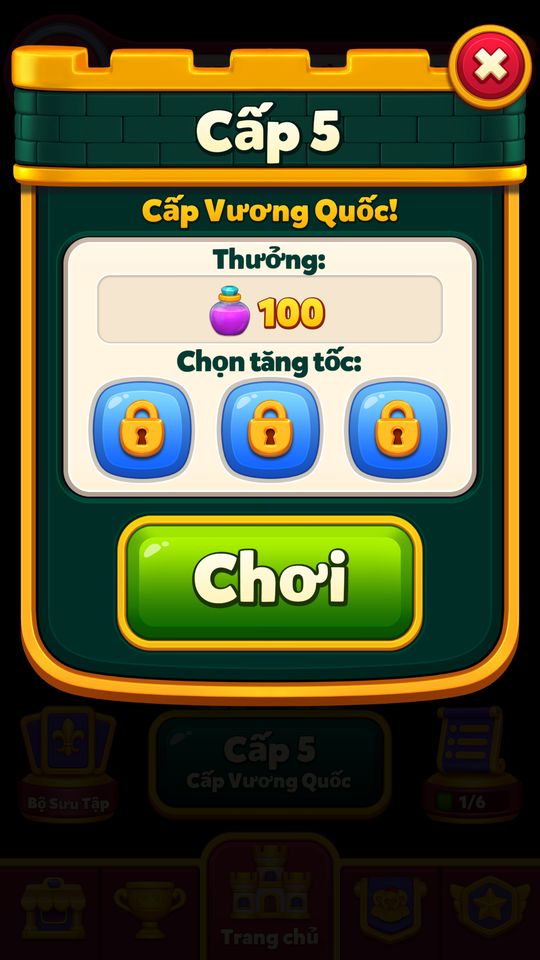 Cấp 5
Cấp Vương Quốc!
Thưởng:
100
Chọn tăng tốc:
Chơi
Cấp 5
Cấp Vương Quốc
Bộ Sưu Tập
1/6
Trang chủ